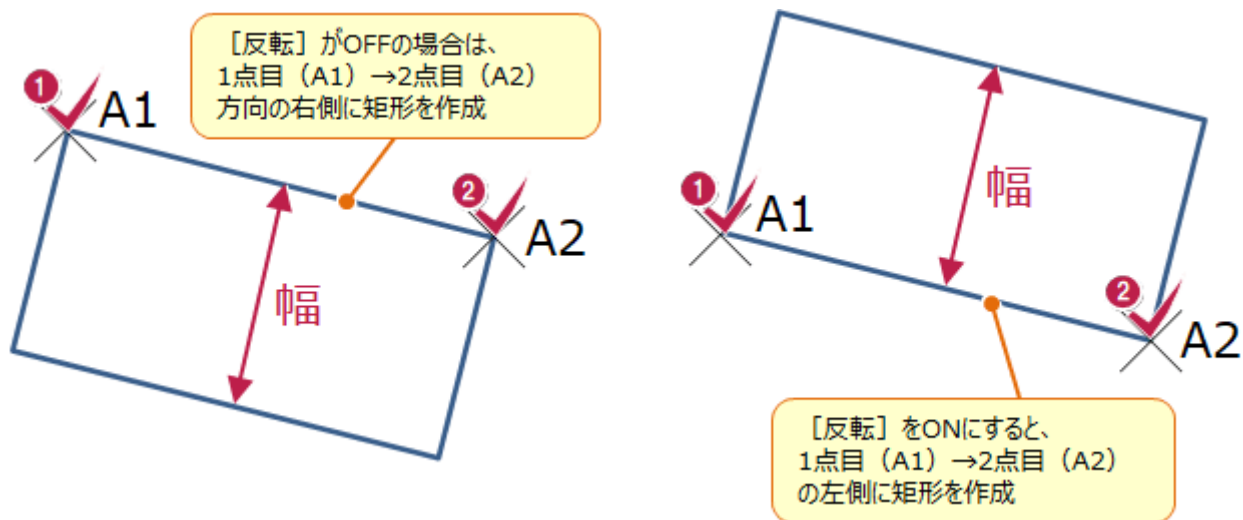 ［反転］がOFFの場合は、
1点目（A1）→2点目（A2）
方向の右側に矩形を作成
1
A1
2
A2
幅
幅
1
A1
2
A2
［反転］をONにすると、
1点目（A1）→2点目（A2）
の左側に矩形を作成